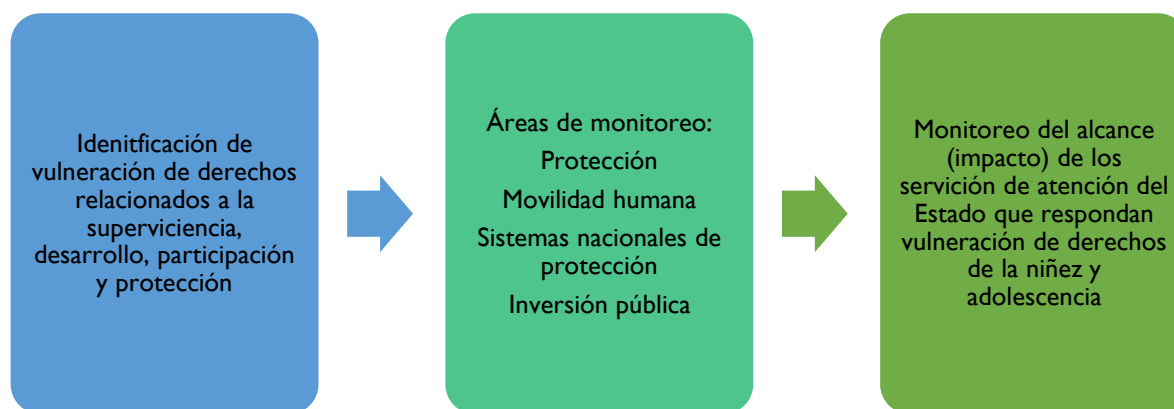 Idenitficación de
vulneración de derechos
relacionados a la
superviciencia,
desarrollo, participación
y protección
Áreas de monitoreo:
Protección
Movilidad humana
Sistemas nacionales de
protección
Inversión pública
Monitoreo del alcance
(impacto) de los
servición de atención del
Estado que respondan
vulneración de derechos
de la niñez y
adolescencia